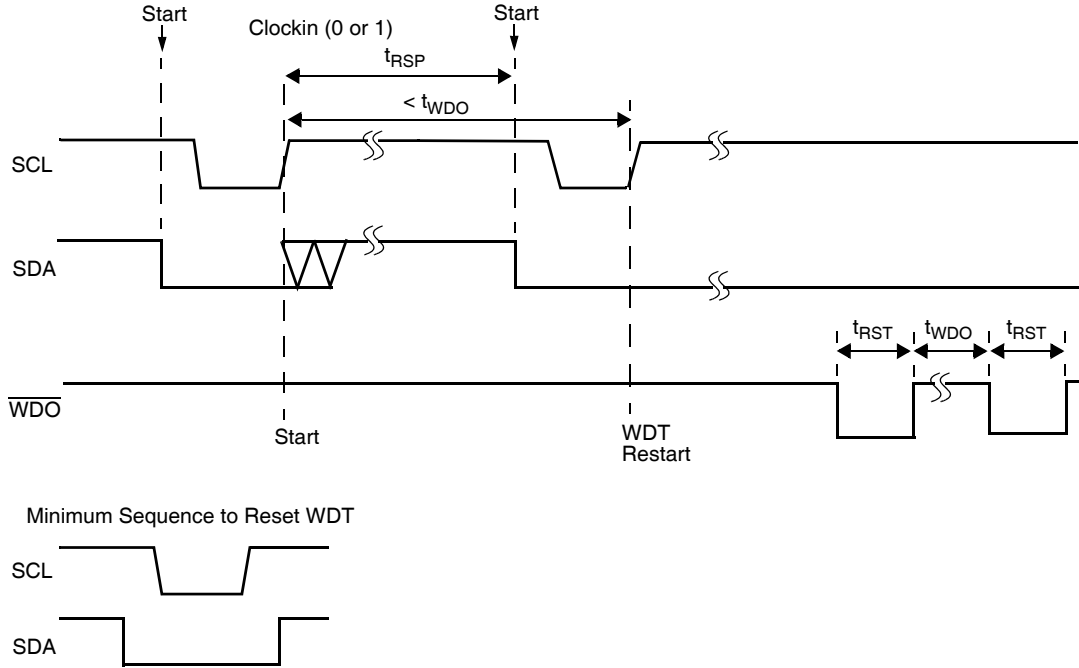 Start
Start
Clockin (0 or 1)
tRSP
< tWDO
SCL
SDA
tRST
tWDO
tRST
WDO
Start
WDT
Restart
Minimum Sequence to Reset WDT
SCL
SDA